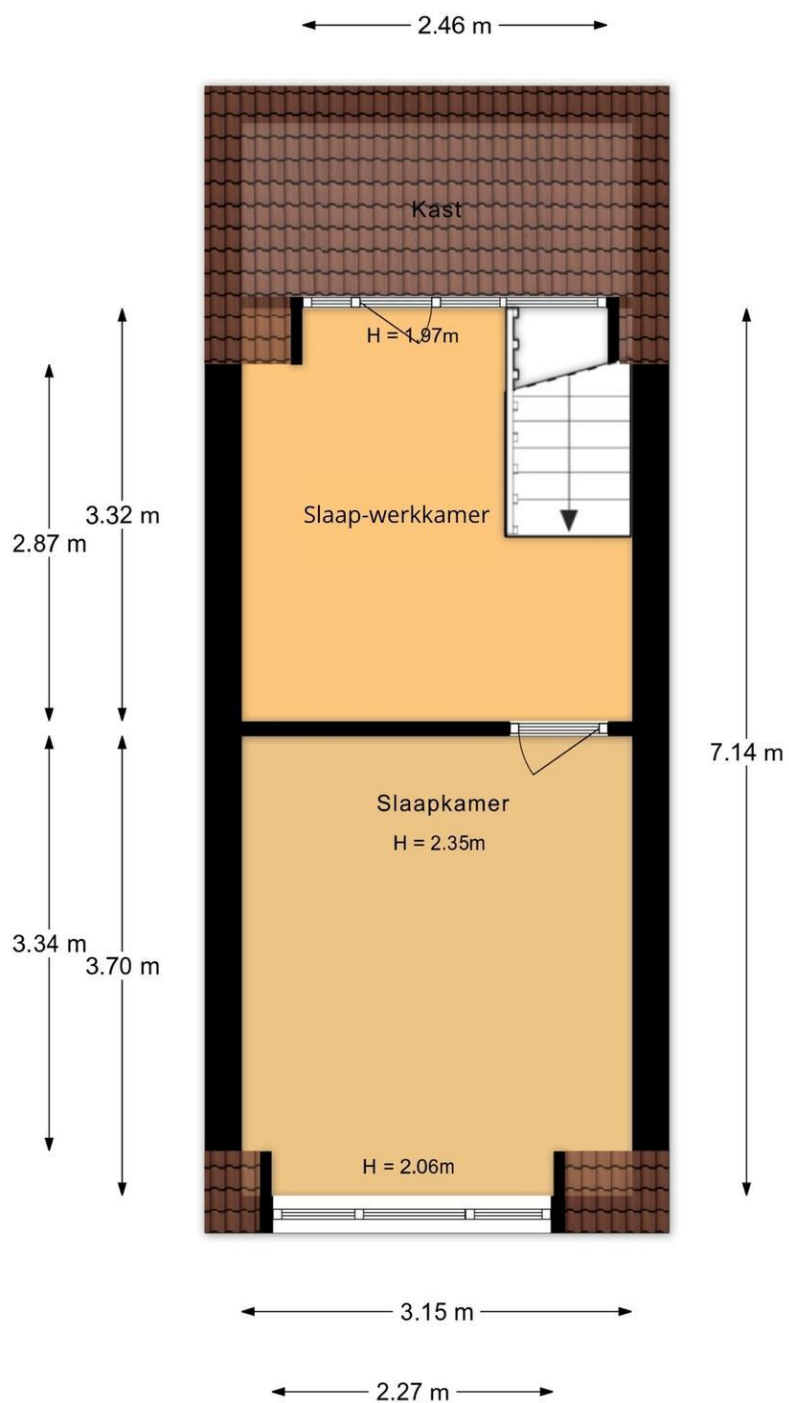 2.46 m
Kast
H = 1.97m
Slaap-werkkamer
3.32 m
2.87 m
7.14 m
Slaapkamer
H = 2.35m
3.34 m
3.70 m
H = 2.06m
3.15 m
2.27 m